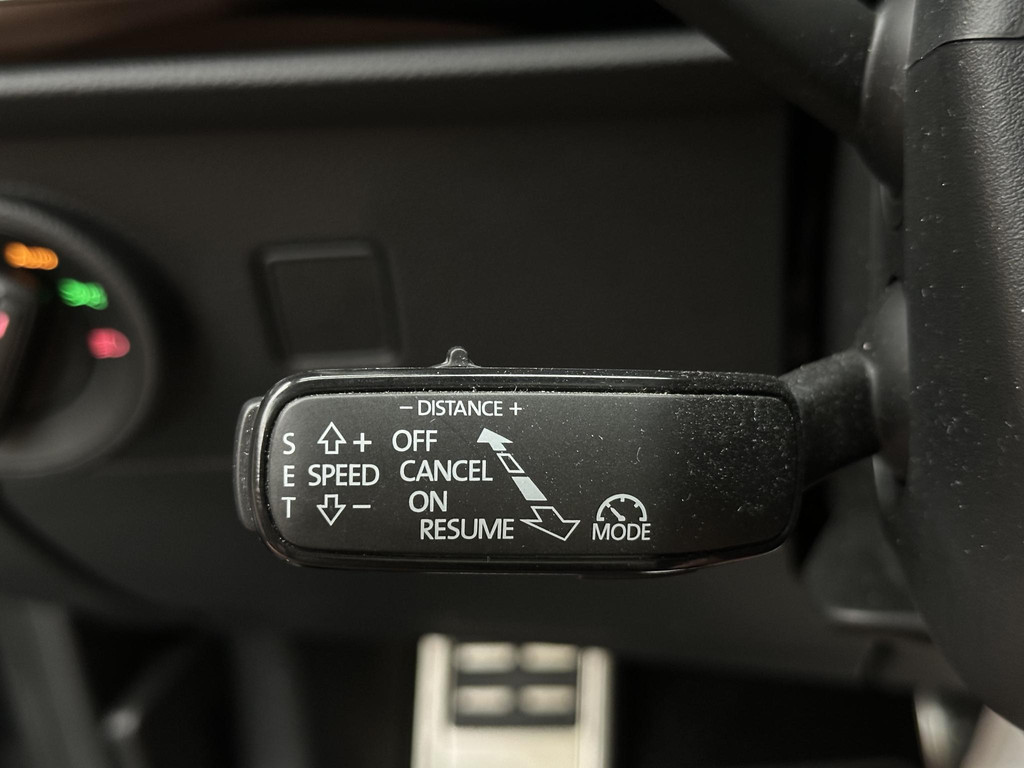 − DISTANCE +
S + OFF
E SPEED CANCEL
T − ON
RESUME MODE